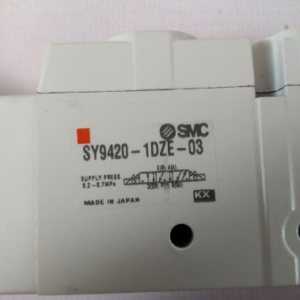 SMC
SY9420-1DZE-03
SUPPLY PRESS
0.2~0.7MPa
MADE IN JAPAN
KX